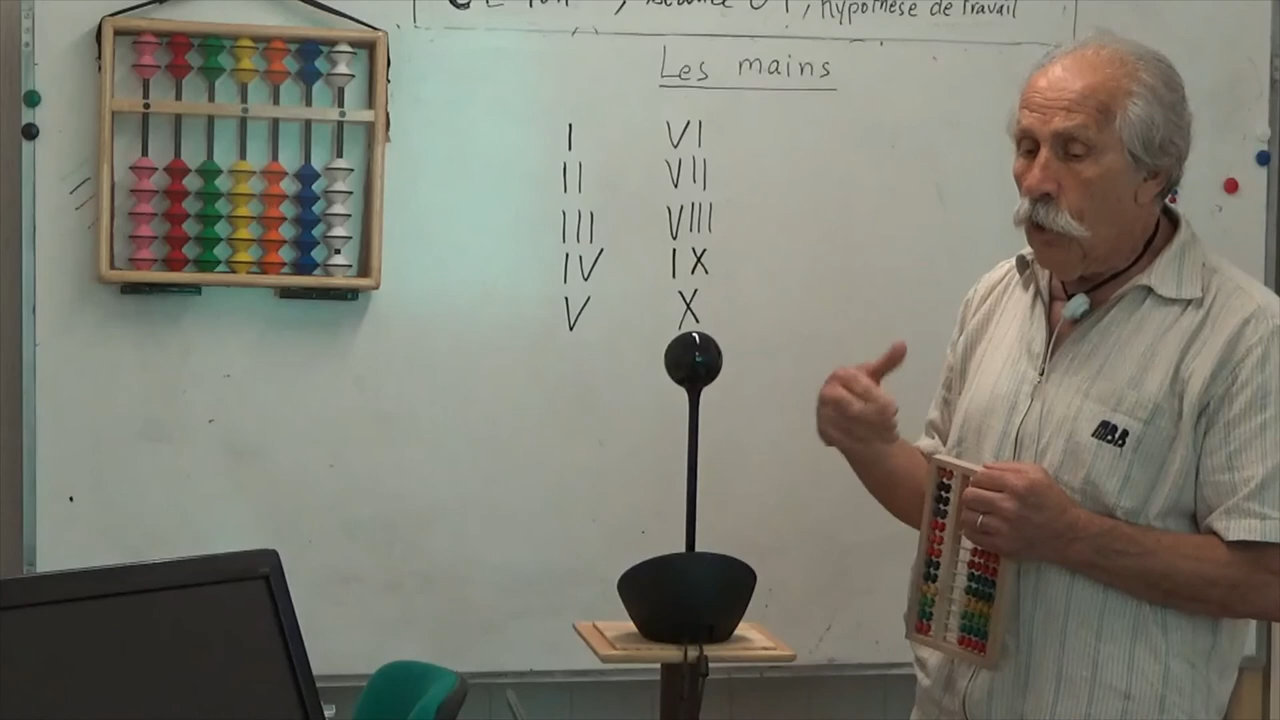 hypothèse de travail
Les mains
I VI
II VII
III VIII
IV IX
V X
MBB